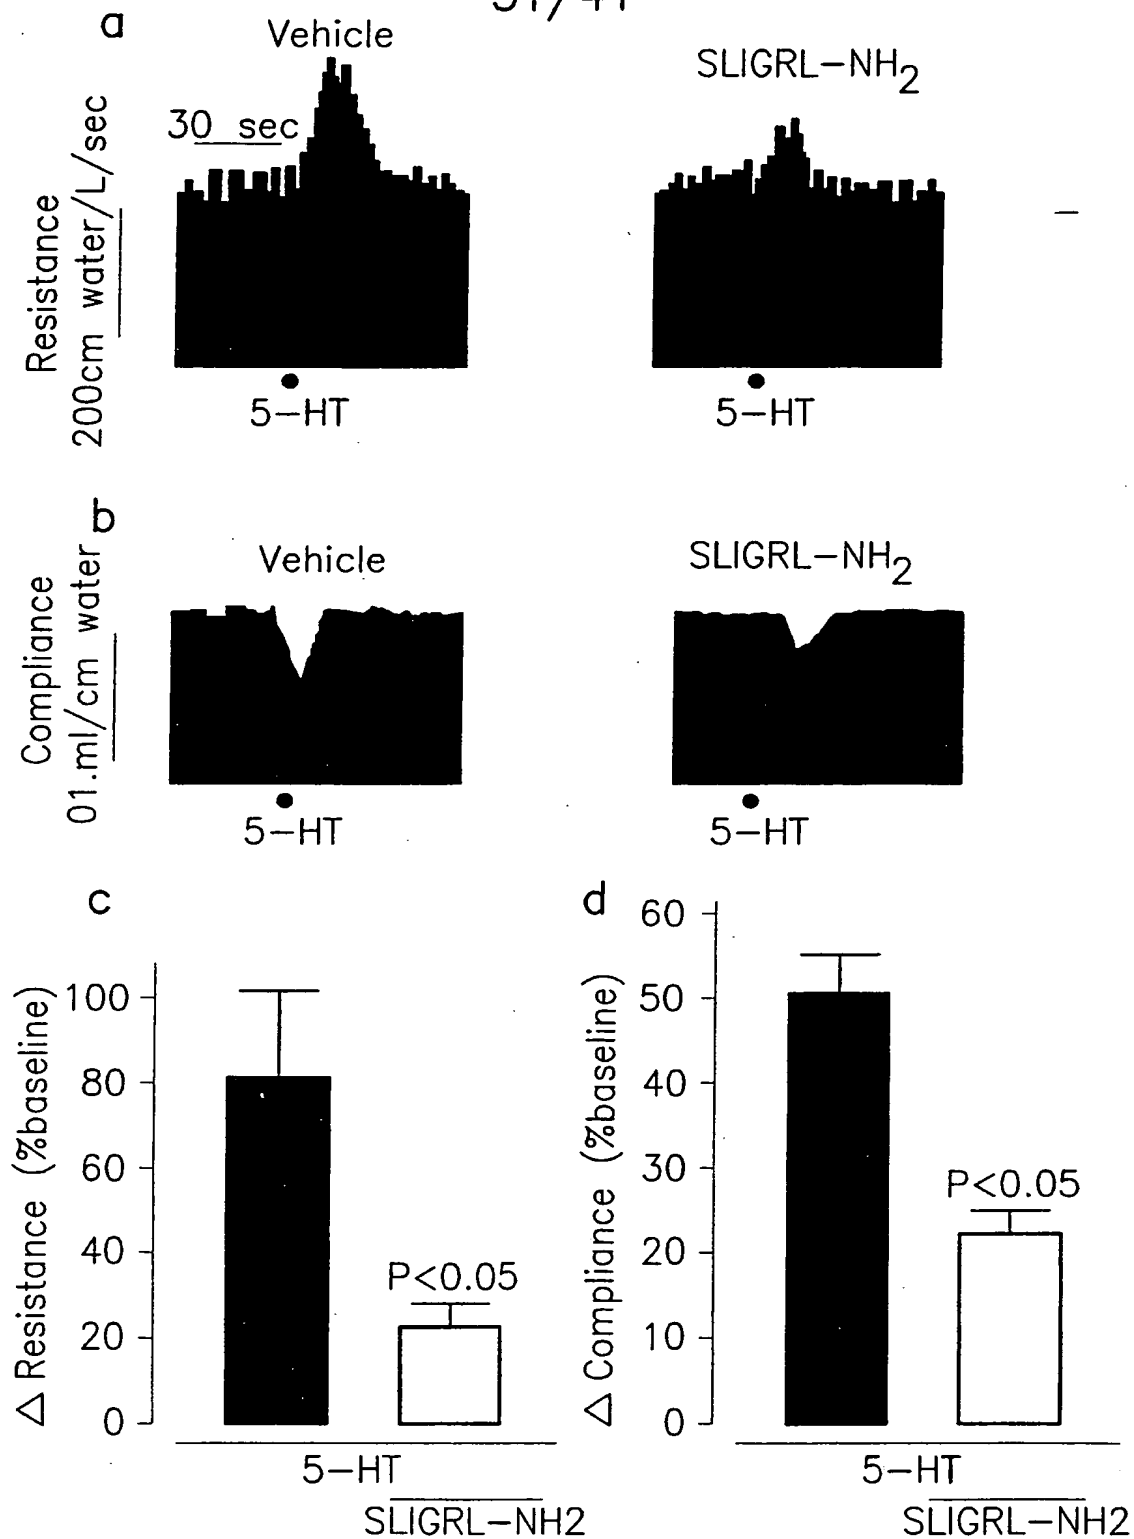 a
Vehicle
SLIGRL-NH2
30 sec
Resistance
200cm water/L/sec
5-HT
5-HT
b
Vehicle
SLIGRL-NH2
Compliance
01.ml/cm water
5-HT
5-HT
c
Δ Resistance (%baseline)
100
80
60
40
20
0
P<0.05
5-HT
SLIGRL-NH2
d
Δ Compliance (%baseline)
60
50
40
30
20
10
0
P<0.05
5-HT
SLIGRL-NH2